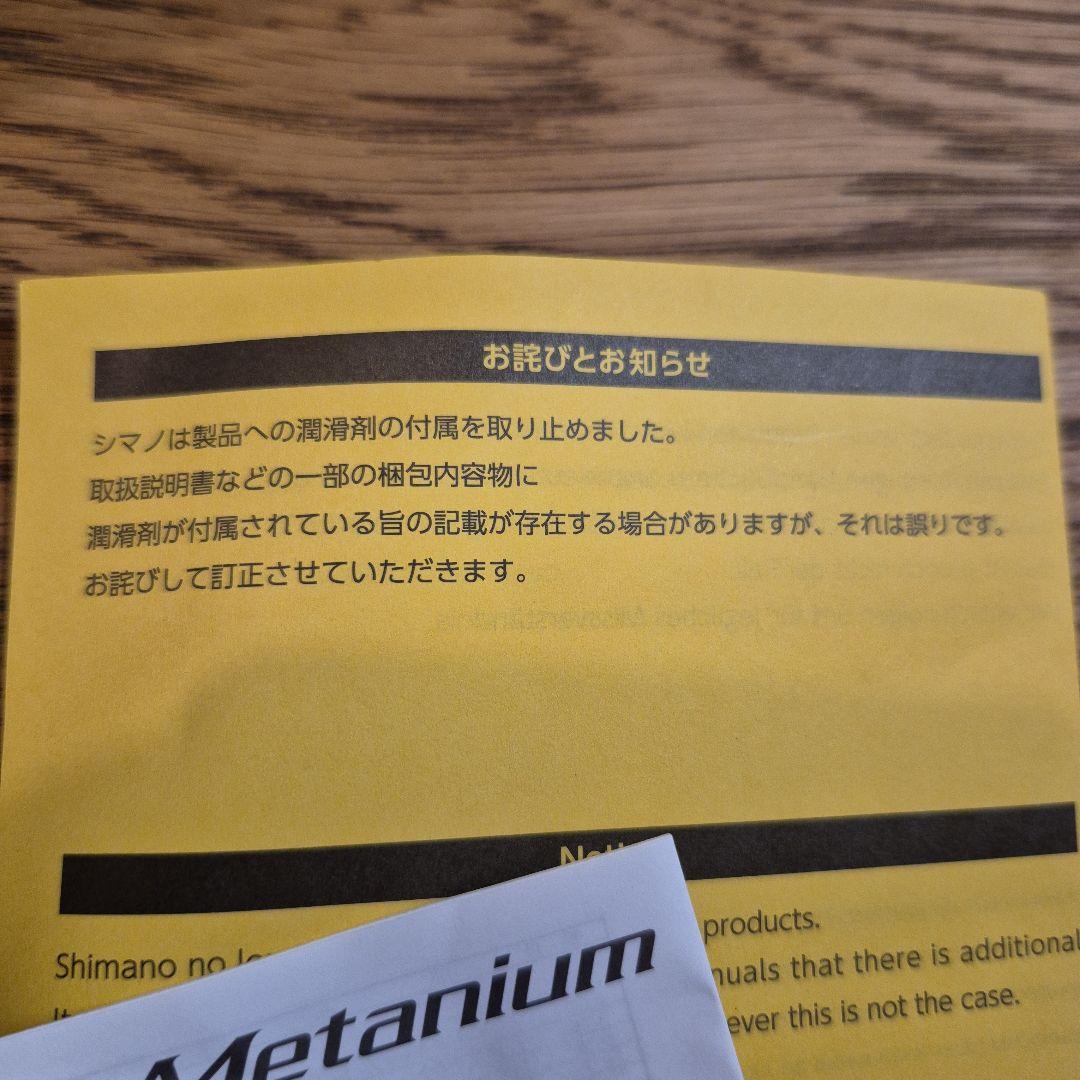 お詫びとお知らせ
シマノは製品への潤滑剤の付属を取り止めました。
取扱説明書などの一部の梱包内容物に
潤滑剤が付属されている旨の記載が存在する場合がありますが、それは誤りです。
お詫びして訂正させていただきます。
Shimano no products.
nuals that there is additional
ever this is not the case.
Metanium